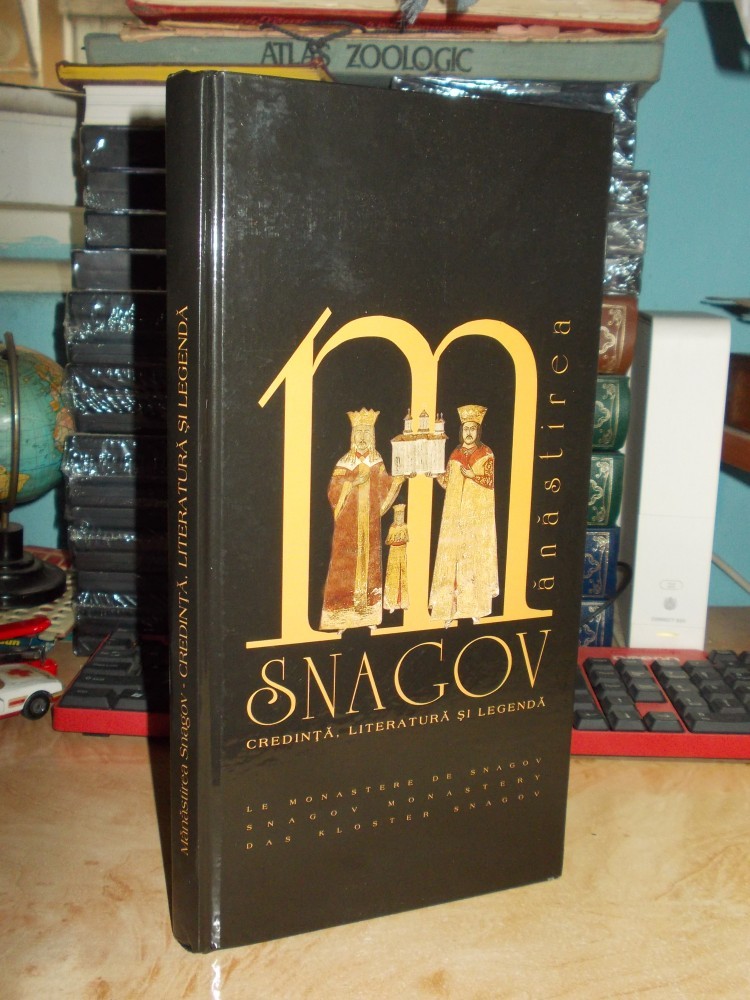 ATLAS ZOOLOGIC
Mănăstirea Snagov - CREDINȚĂ, LITERATURĂ ȘI LEGENDĂ
Mănăstirea
SNAGOV
CREDINȚĂ, LITERATURĂ ȘI LEGENDĂ
LE MONASTERE DE SNAGOV
SNAGOV MONASTERY
DAS KLOSTER SNAGOV